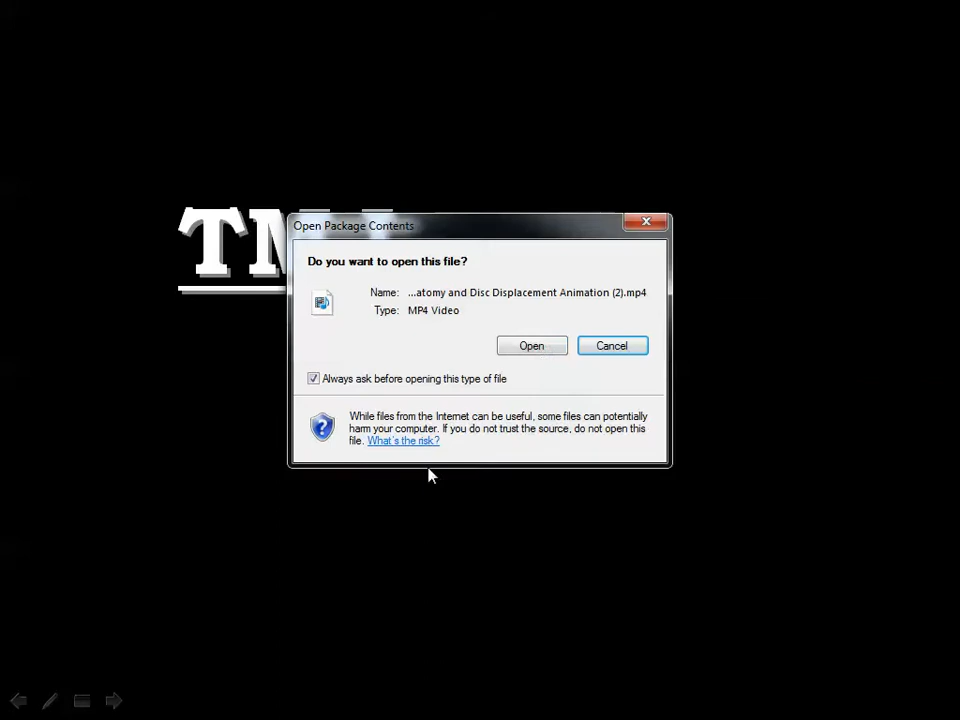 TM
Open Package Contents
Do you want to open this file?
Name: ...atomy and Disc Displacement Animation (2).mp4
Type: MP4 Video
Open Cancel
Always ask before opening this type of file
While files from the Internet can be useful, some files can potentially
harm your computer. If you do not trust the source, do not open this
file. What's the risk?